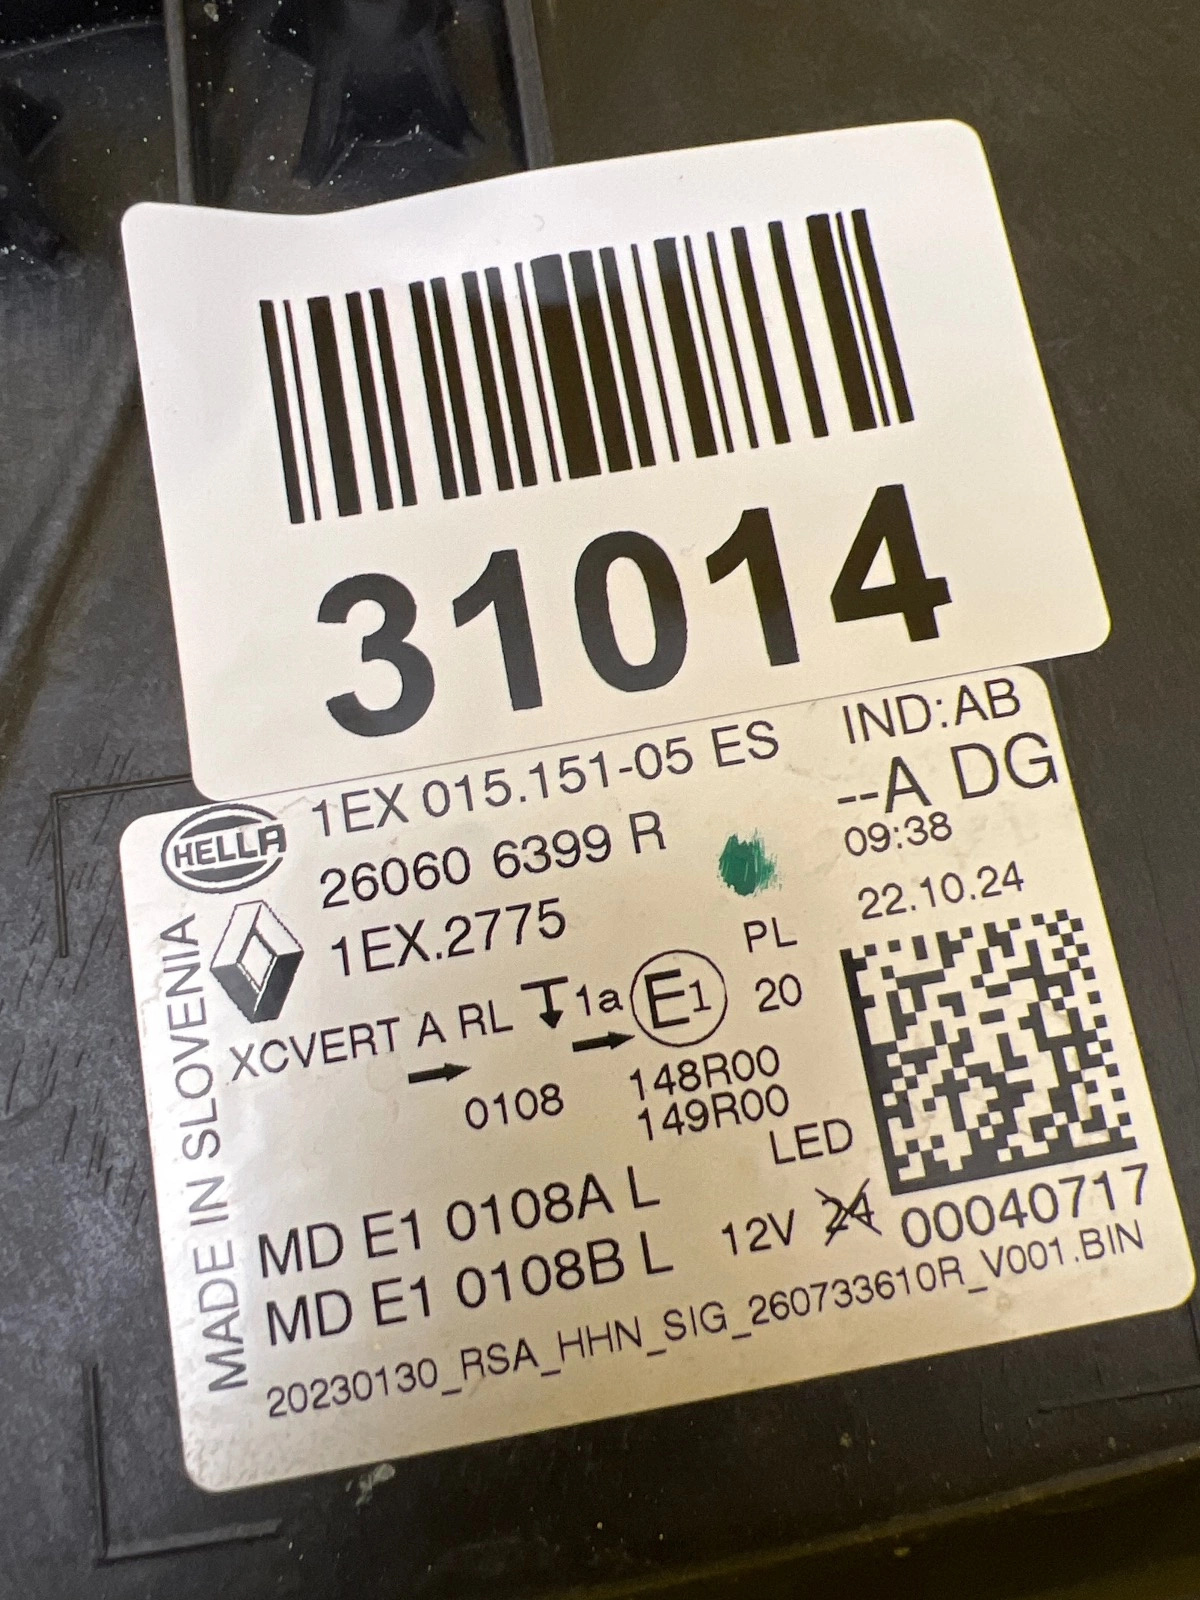 31014
1EX 015.151-05 ES
IND:AB
HELLA
26060 6399 R
--A DG
09:38
1EX.2775
22.10.24
XCVERT A RL 1a E1
PL
20
0108
148R00
149R00
LED
MD E1 0108A L
MD E1 0108B L
12V 24
00040717
20230130_RSA_HHN_SIG_260733610R_V001.BIN
MADE IN SLOVENIA